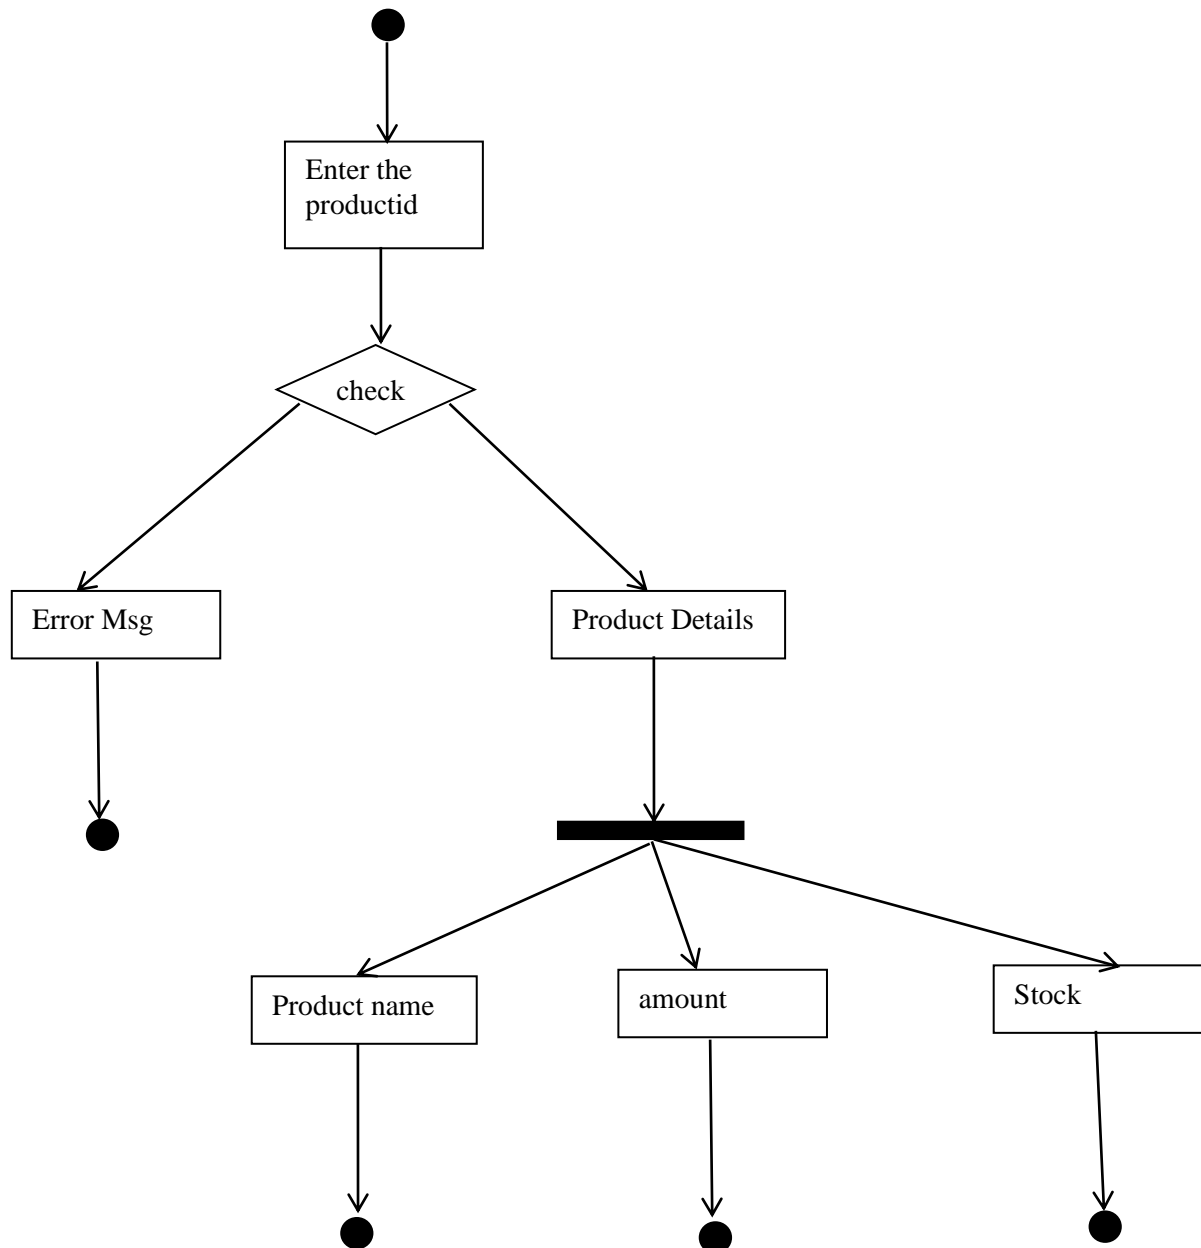 Enter the
productid
check
Error Msg
Product Details
Product name
amount
Stock